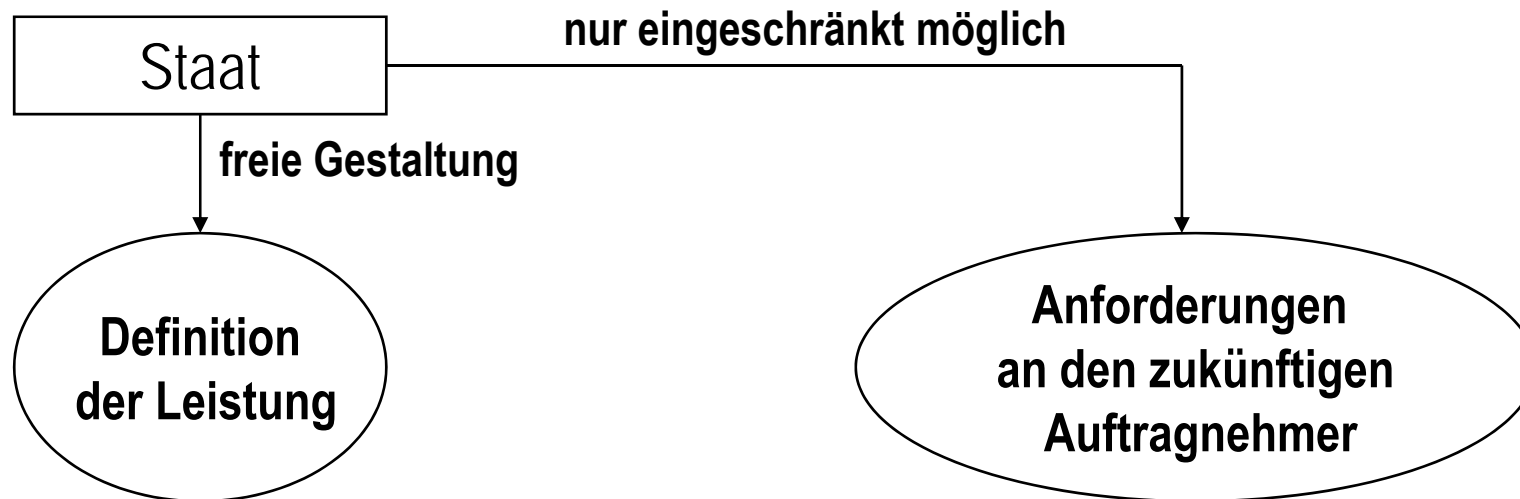 nur eingeschränkt möglich
Staat
freie Gestaltung
Definition
der Leistung
Anforderungen
an den zukünftigen
Auftragnehmer